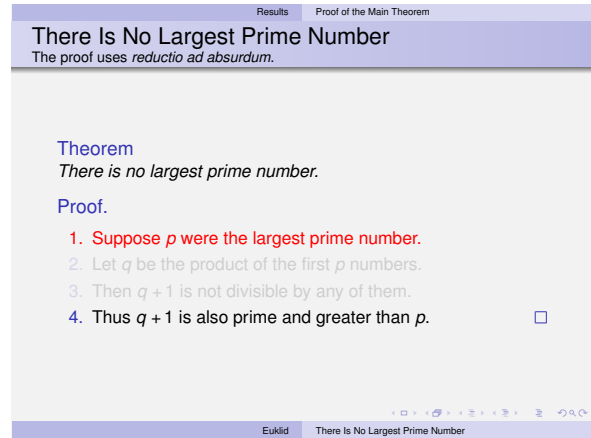 Results Proof of the Main Theorem
There Is No Largest Prime Number
The proof uses reductio ad absurdum.
Theorem
There is no largest prime number.
Proof.
1. Suppose p were the largest prime number.
2. Let q be the product of the first p numbers.
3. Then q + 1 is not divisible by any of them.
4. Thus q + 1 is also prime and greater than p.
Euklid There Is No Largest Prime Number